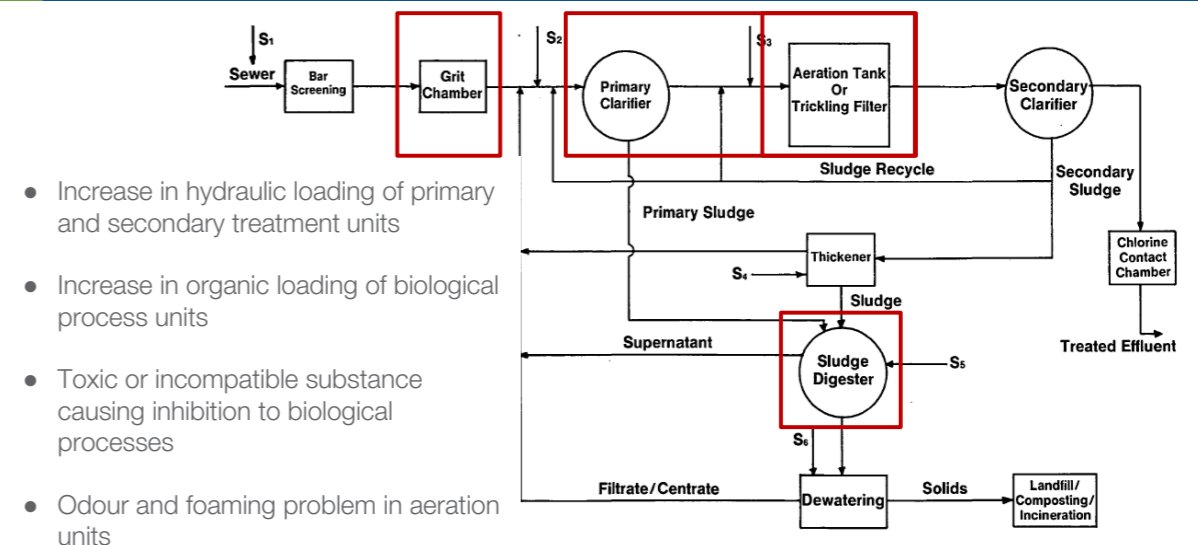 S₁
Sewer
Bar
Screening
Grit
Chamber
S₂
Primary
Clarifier
S₃
Aeration Tank
Or
Trickling Filter
Secondary
Clarifier
Sludge Recycle
Secondary
Sludge
Primary Sludge
Thickener
S₄
Sludge
Chlorine
Contact
Chamber
Treated Effluent
Supernatant
Sludge
Digester
S₅
S₆
Filtrate/Centrate
Dewatering
Solids
Landfill/
Composting/
Incineration
● Increase in hydraulic loading of primary
and secondary treatment units
● Increase in organic loading of biological
process units
● Toxic or incompatible substance
causing inhibition to biological
processes
● Odour and foaming problem in aeration
units